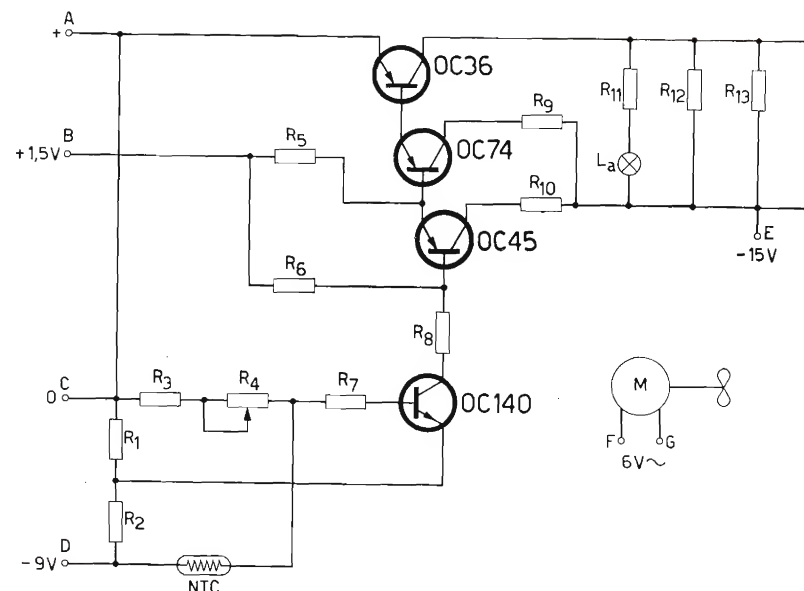 A
+
OC36
R11
R12
R13
La
R9
OC74
B
+1,5V
R5
R10
OC45
E
-15V
R6
R8
C
0
R3
R4
R7
OC140
M
F
G
6V~
R1
R2
D
-9V
NTC